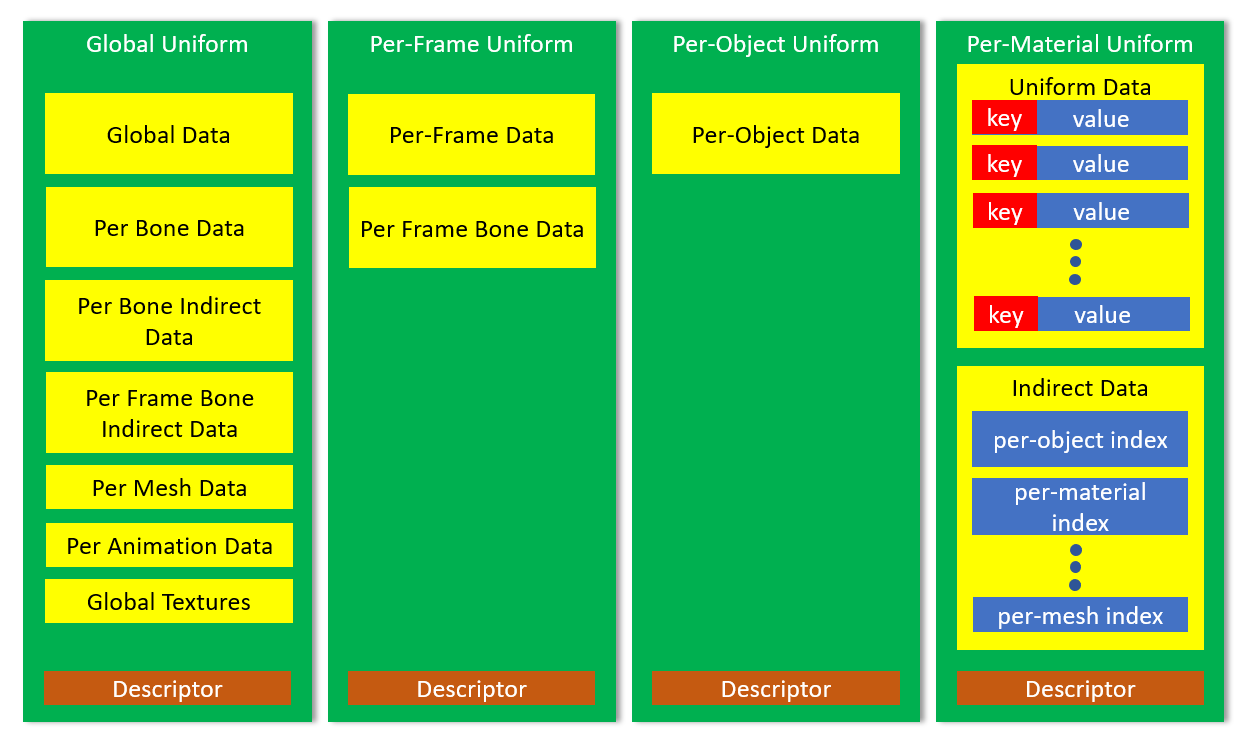 Global Uniform
Global Data
Per Bone Data
Per Bone Indirect
Data
Per Frame Bone
Indirect Data
Per Mesh Data
Per Animation Data
Global Textures
Descriptor
Per-Frame Uniform
Per-Frame Data
Per Frame Bone Data
Descriptor
Per-Object Uniform
Per-Object Data
Descriptor
Per-Material Uniform
Uniform Data
key value
key value
key value
key value
Indirect Data
per-object index
per-material
index
per-mesh index
Descriptor